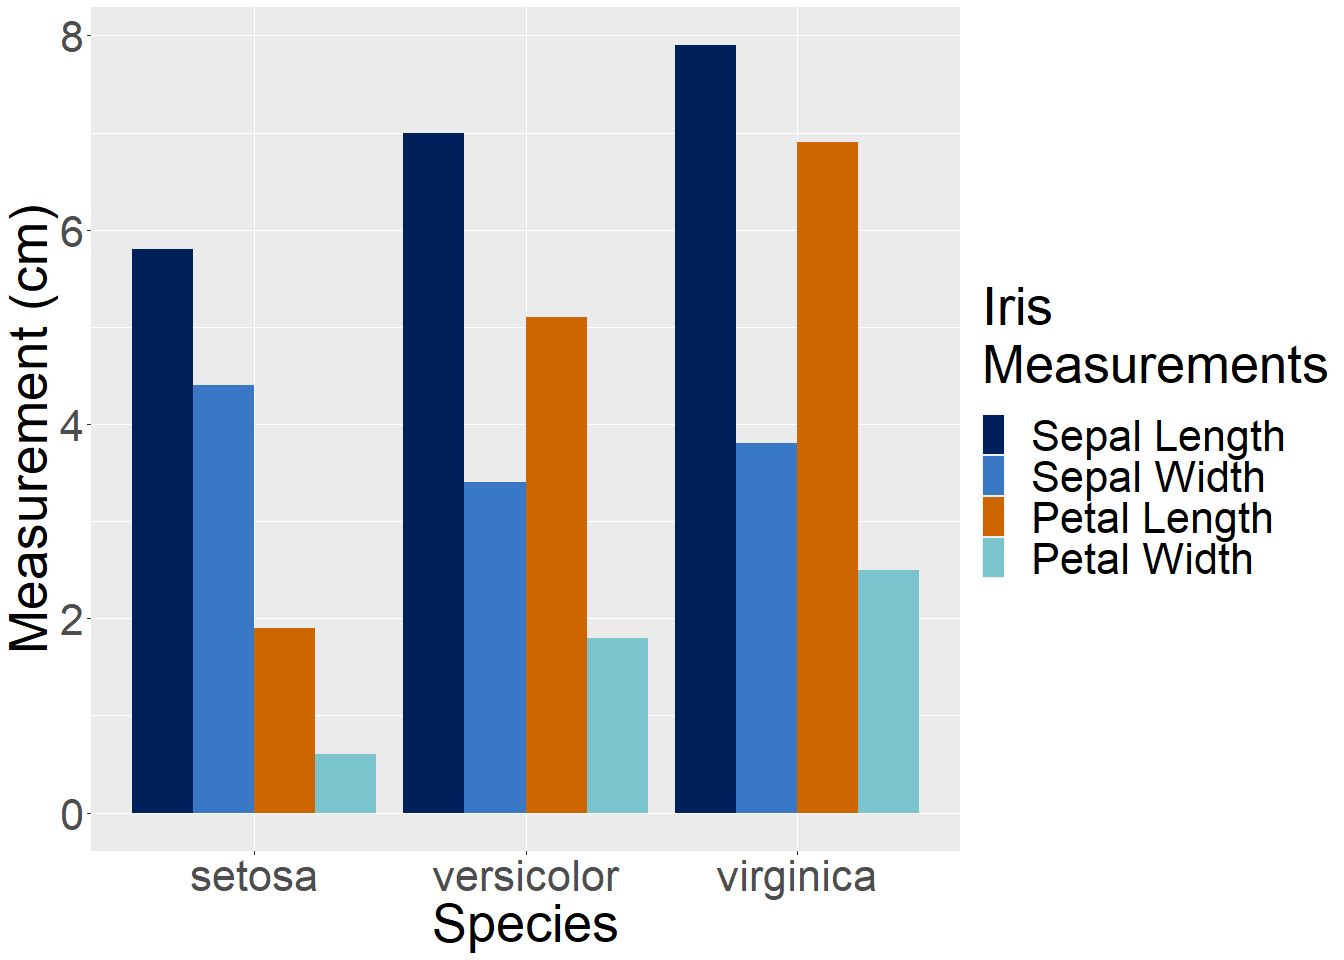 8
6
4
2
0
Measurement (cm)
setosa versicolor virginica
Species
Iris
Measurements
Sepal Length
Sepal Width
Petal Length
Petal Width